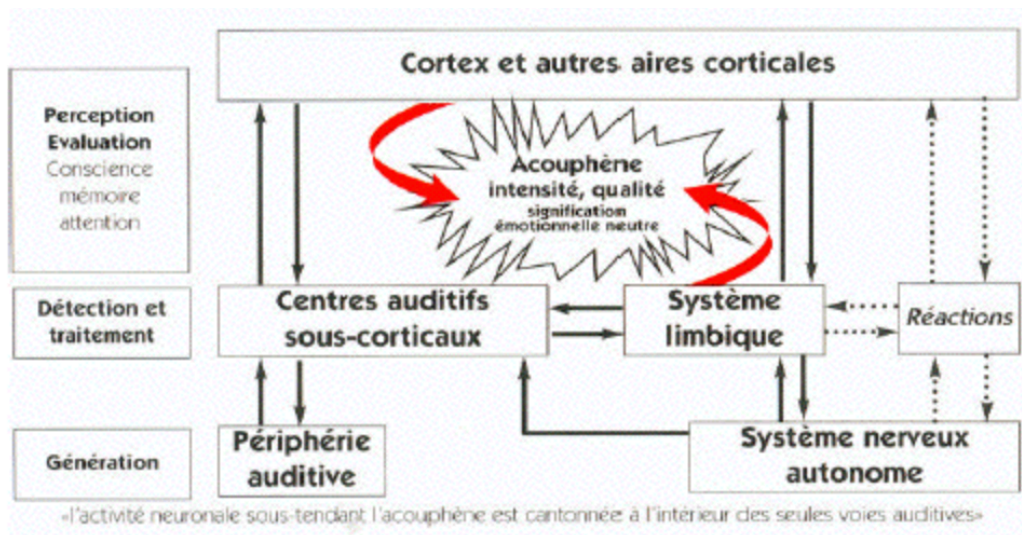 Cortex et autres aires corticales
Perception
Evaluation
Conscience
mémoire
attention
Acouphène
intensité, qualité
signification
émotionnelle neutre
Détection et
traitement
Centres auditifs
sous-corticaux
Système
limbique
Réactions
Génération
Périphérie
auditive
Système nerveux
autonome
«l'activité neuronale sous-tendant l'acouphène est cantonnée à l'intérieur des seules voies auditives»